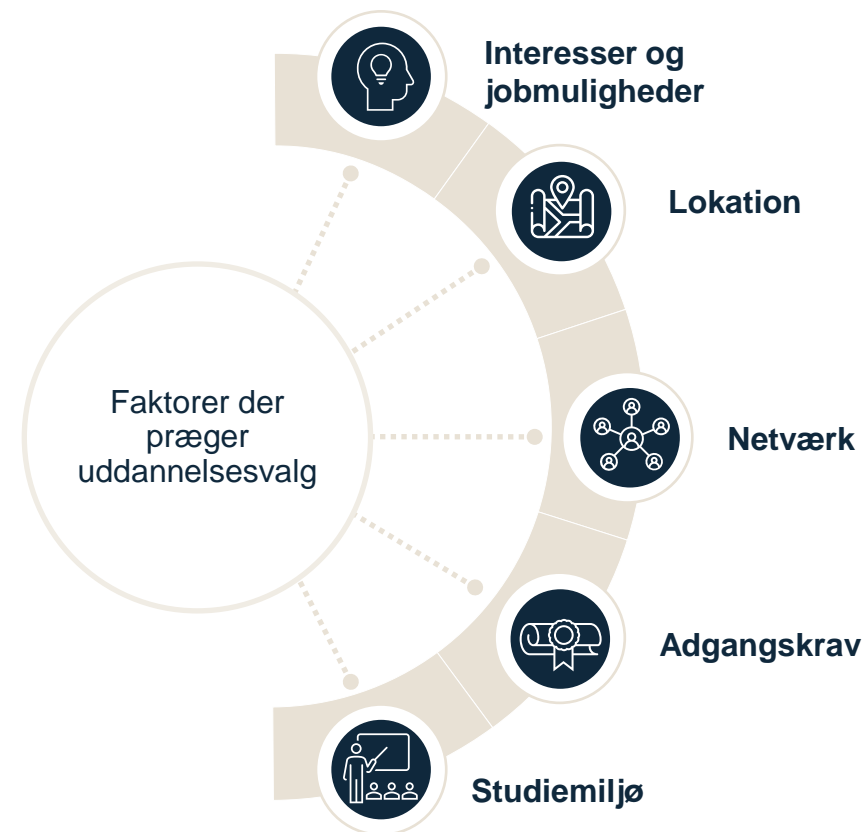 Interesser og
jobmuligheder
Lokation
Faktorer der
præger
uddannelsesvalg
Netværk
Adgangskrav
Studiemiljø